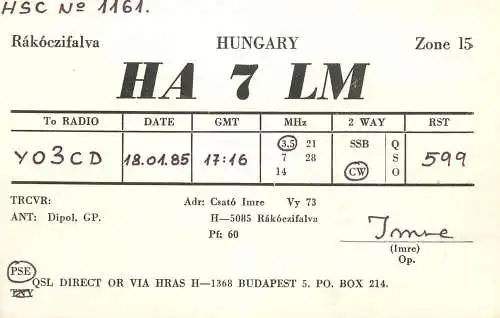 HSC Nº 1161.
Rákóczifalva HUNGARY Zone 15
HA 7 LM
To RADIO DATE GMT MHz 2 WAY RST
YO3CD 18.01.85 17:16 3,5 21 SSB Q 599
7 28 S
14 CW O
TRCVR: Adr: Csató Imre Vy 73
ANT: Dipol, GP. H—5085 Rákóczifalva
Pf: 60
Imre
(Imre)
Op.
PSE
QSL DIRECT OR VIA HRAS H—1368 BUDAPEST 5. PO. BOX 214.
TNY